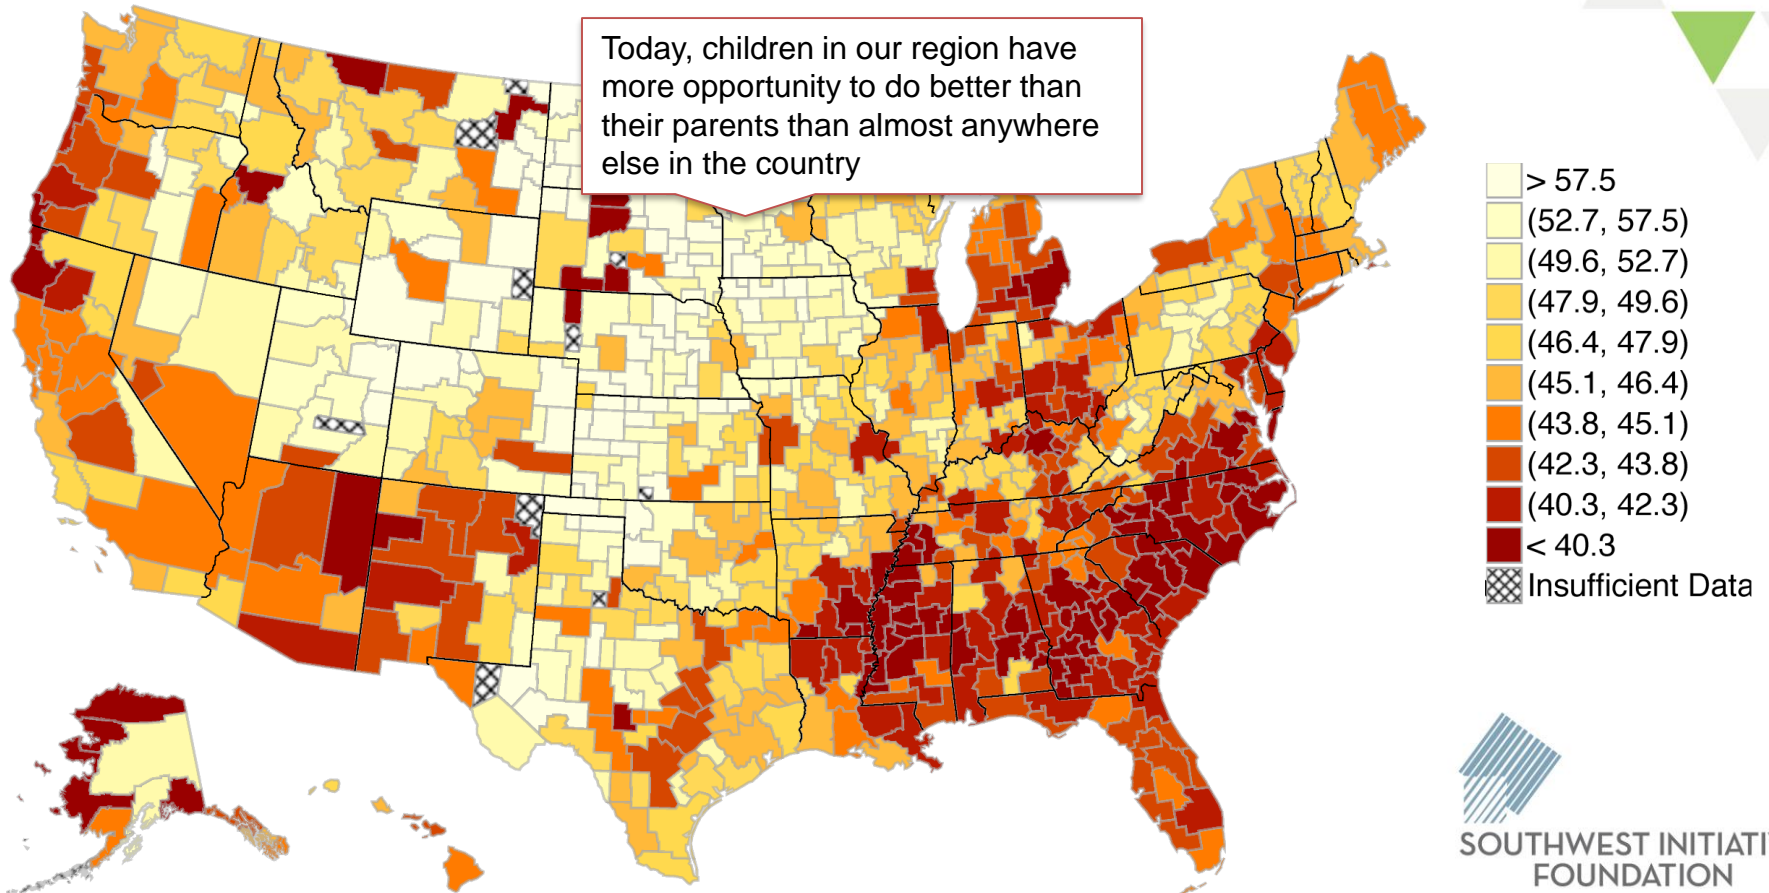 Today, children in our region have
more opportunity to do better than
their parents than almost anywhere
else in the country
> 57.5
(52.7, 57.5)
(49.6, 52.7)
(47.9, 49.6)
(46.4, 47.9)
(45.1, 46.4)
(43.8, 45.1)
(42.3, 43.8)
(40.3, 42.3)
< 40.3
Insufficient Data
SOUTHWEST INITIATI
FOUNDATION